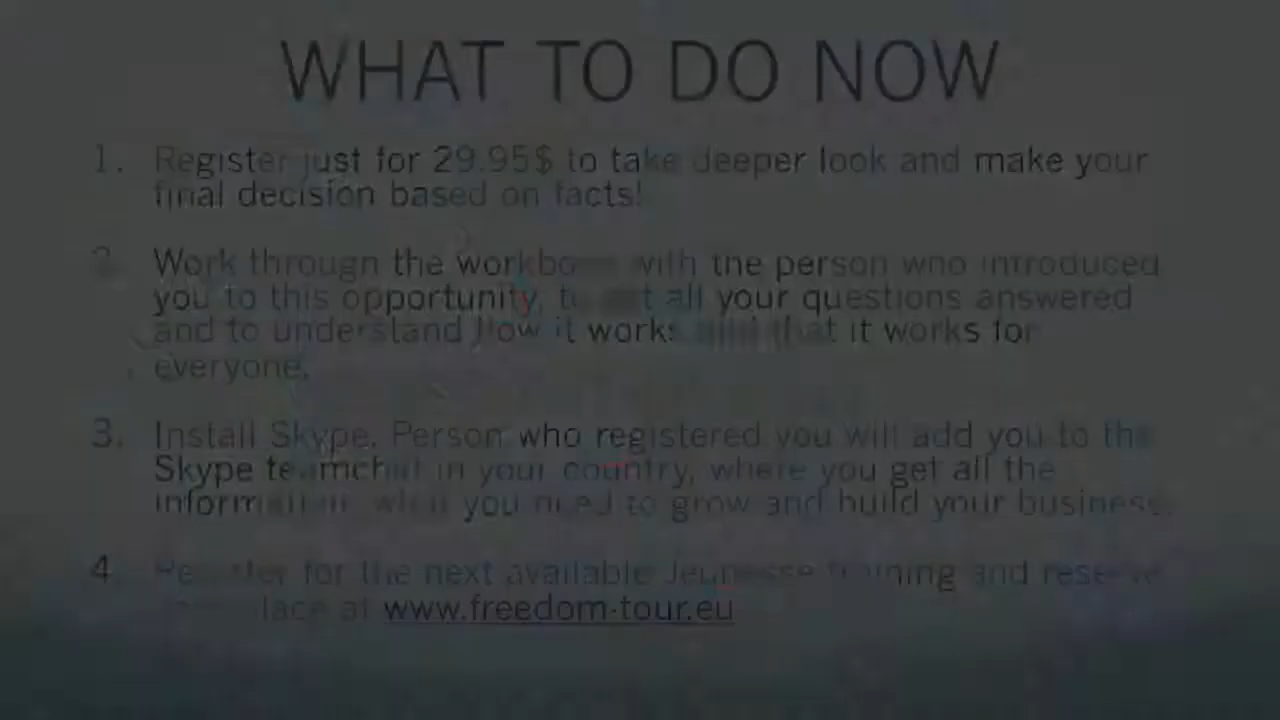 WHAT TO DO NOW
1. Register just for 29.95$ to take deeper look and make your
final decision based on facts!
2. Work through the workbook with the person who introduced
you to this opportunity, to get all your questions answered
and to understand how it works and that it works for
everyone.
3. Install Skype. Person who registered you will add you to the
Skype teamchat in your country, where you get all the
information, what you need to grow and build your business.
4. Register for the next available Jeunesse training and reserve
place at www.freedom-tour.eu